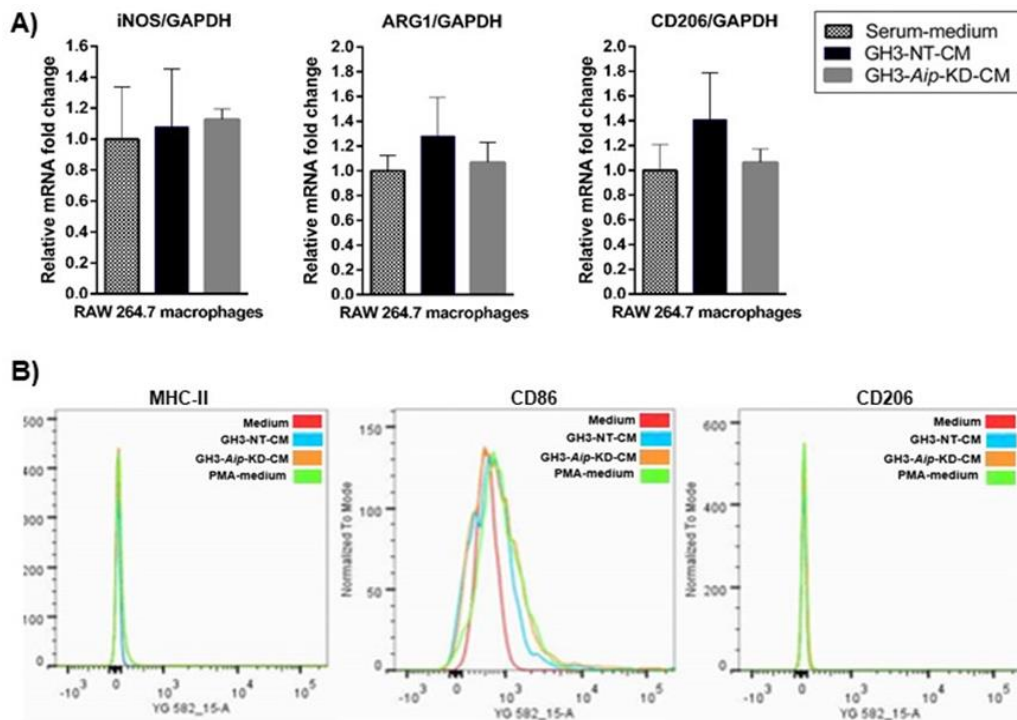 A)
iNOS/GAPDH
Relative mRNA fold change
1.6
1.4
1.2
1.0
0.8
0.6
0.4
0.2
0.0
RAW 264.7 macrophages
ARG1/GAPDH
Relative mRNA fold change
2.0
1.8
1.6
1.4
1.2
1.0
0.8
0.6
0.4
0.2
0.0
RAW 264.7 macrophages
CD206/GAPDH
Relative mRNA fold change
2.0
1.8
1.6
1.4
1.2
1.0
0.8
0.6
0.4
0.2
0.0
RAW 264.7 macrophages
Serum-medium
GH3-NT-CM
GH3-Aip-KD-CM
B)
MHC-II
Medium
GH3-NT-CM
GH3-Aip-KD-CM
PMA-medium
400
300
200
100
0
-10³ 0 10³ 10⁴ 10⁵
YG 582_15-A
CD86
Medium
GH3-NT-CM
GH3-Aip-KD-CM
PMA-medium
Normalized To Mode
150
100
50
0
-10³ 0 10³ 10⁴ 10⁵
YG 582_15-A
CD206
Medium
GH3-NT-CM
GH3-Aip-KD-CM
PMA-medium
Normalized To Mode
600
400
200
0
-10³ 0 10³ 10⁴ 10⁵
YG 582_15-A